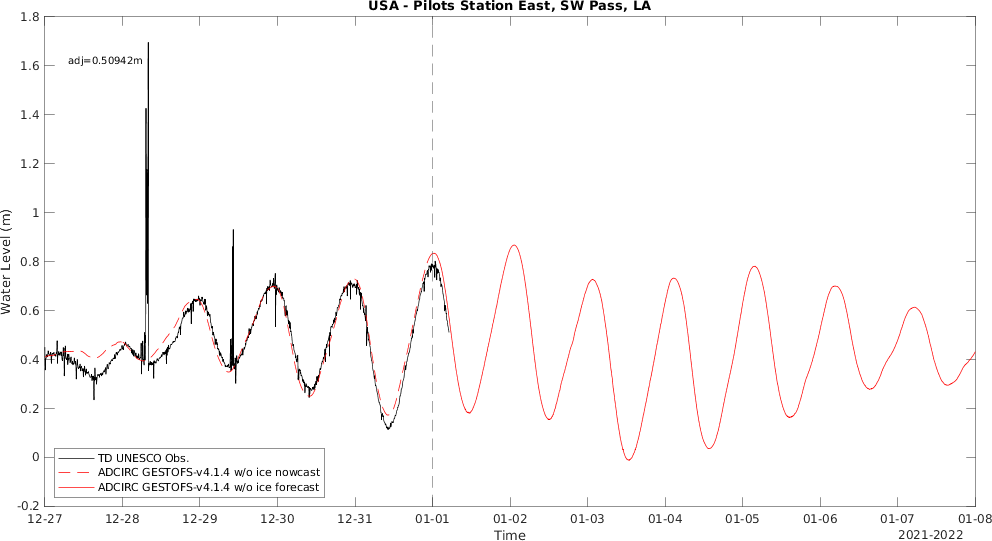 USA - Pilots Station East, SW Pass, LA
1.8
1.6
adj=0.50942m
1.4
1.2
1
0.8
0.6
0.4
0.2
0
-0.2
Water Level (m)
TD UNESCO Obs.
ADCIRC GESTOFS-v4.1.4 w/o ice nowcast
ADCIRC GESTOFS-v4.1.4 w/o ice forecast
12-27 12-28 12-29 12-30 12-31 01-01 01-02 01-03 01-04 01-05 01-06 01-07 01-08
Time
2021-2022